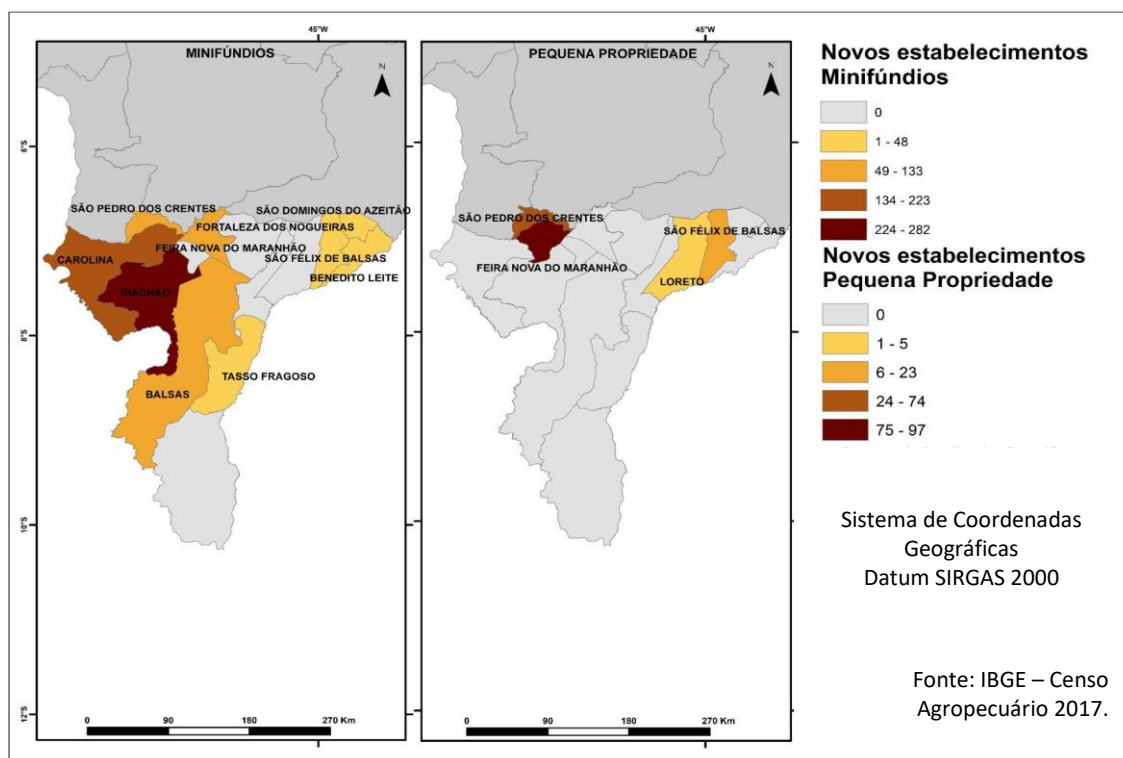 45°W
MINIFÚNDIOS
N
6°S
8°S
10°S
12°S
SÃO PEDRO DOS CRENTES
SÃO DOMINGOS DO AZEITÃO
FORTALEZA DOS NOGUEIRAS
FEIRA NOVA DO MARANHÃO
CAROLINA
SÃO FÉLIX DE BALSAS
BENEDITO LEITE
RIACHÃO
TASSO FRAGOSO
BALSAS
0 90 180 270 Km
45°W
PEQUENA PROPRIEDADE
N
SÃO PEDRO DOS CRENTES
SÃO FÉLIX DE BALSAS
FEIRA NOVA DO MARANHÃO
LORETO
0 90 180 270 Km
Novos estabelecimentos
Minifúndios
0
1 - 48
49 - 133
134 - 223
224 - 282
Novos estabelecimentos
Pequena Propriedade
0
1 - 5
6 - 23
24 - 74
75 - 97
Sistema de Coordenadas
Geográficas
Datum SIRGAS 2000
Fonte: IBGE – Censo
Agropecuário 2017.